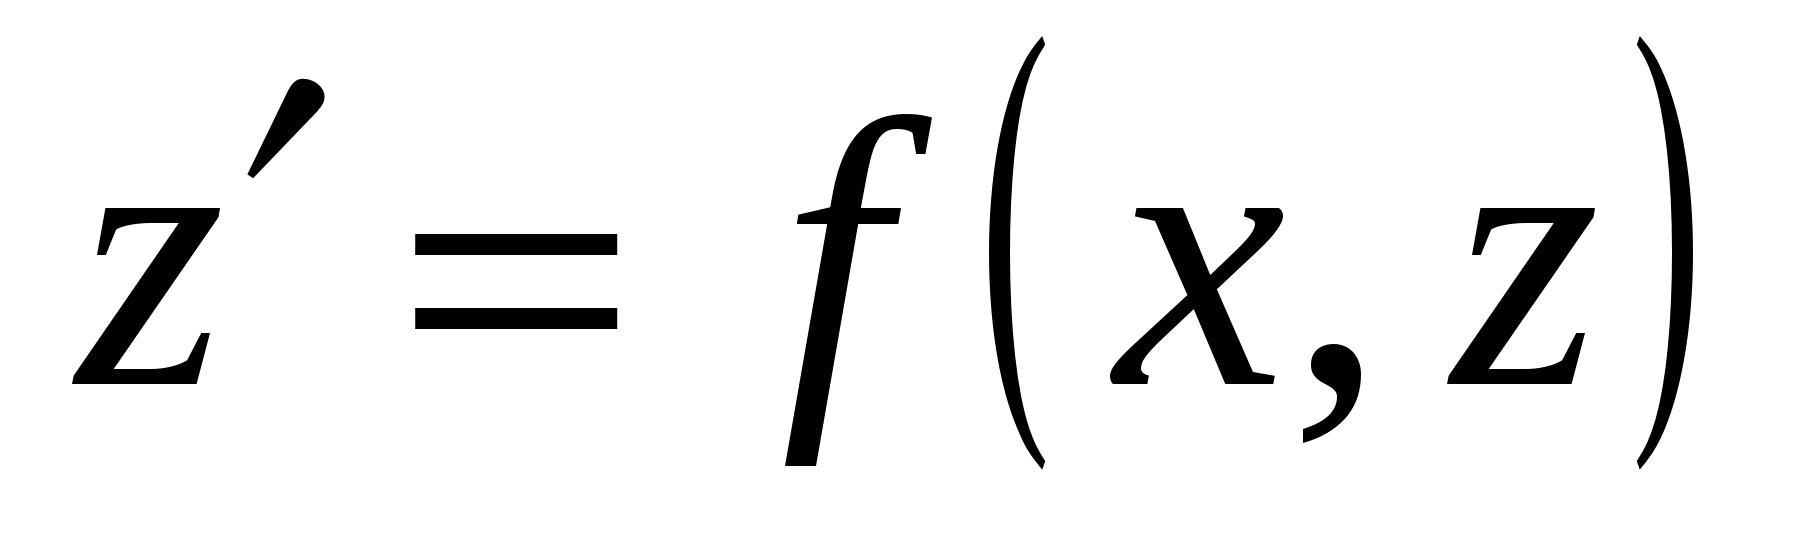 z′ = f(x, z)